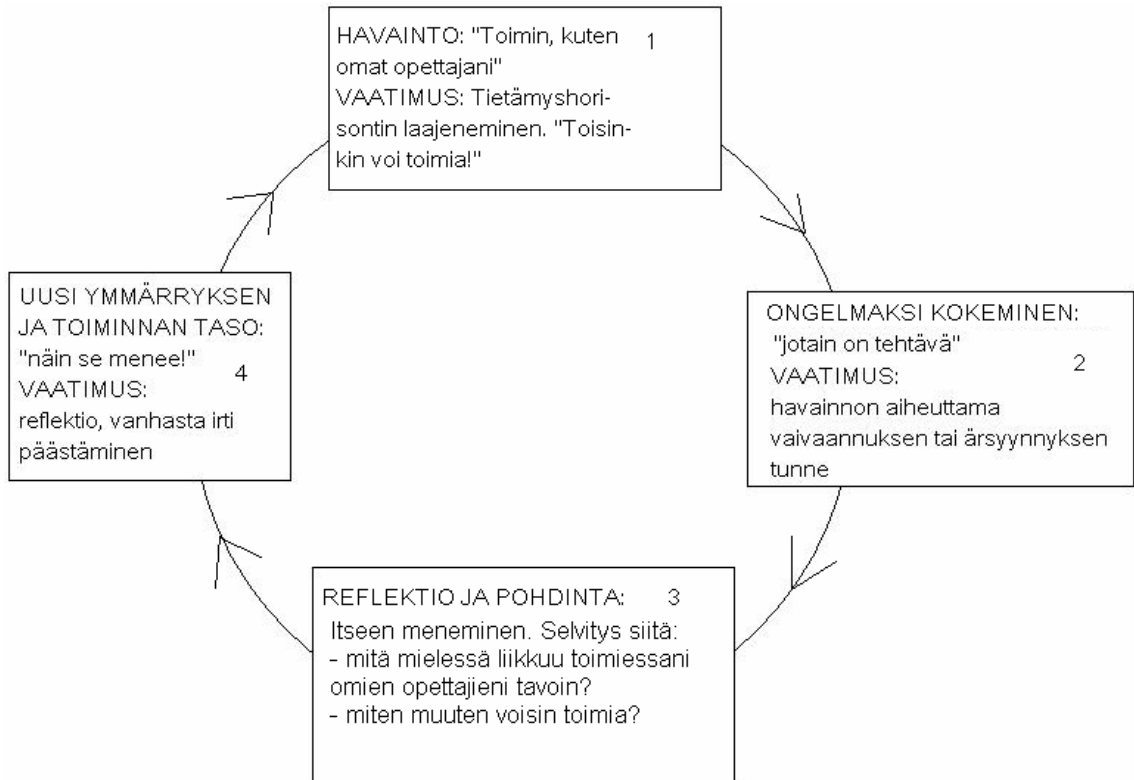 HAVAINTO: "Toimin, kuten 1
omat opettajani"
VAATIMUS: Tietämyshori-
sontin laajeneminen. "Toisin-
kin voi toimia!"
ONGELMAKSI KOKEMINEN:
"jotain on tehtävä"
2
VAATIMUS:
havainnon aiheuttama
vaivaannuksen tai ärsyynnyksen
tunne
REFLEKTIO JA POHDINTA: 3
Itseen meneminen. Selvitys siitä:
- mitä mielessä liikkuu toimiessani
omien opettajieni tavoin?
- miten muuten voisin toimia?
UUSI YMMÄRRYKSEN
JA TOIMINNAN TASO:
"näin se menee!"
4
VAATIMUS:
reflektio, vanhasta irti
päästäminen